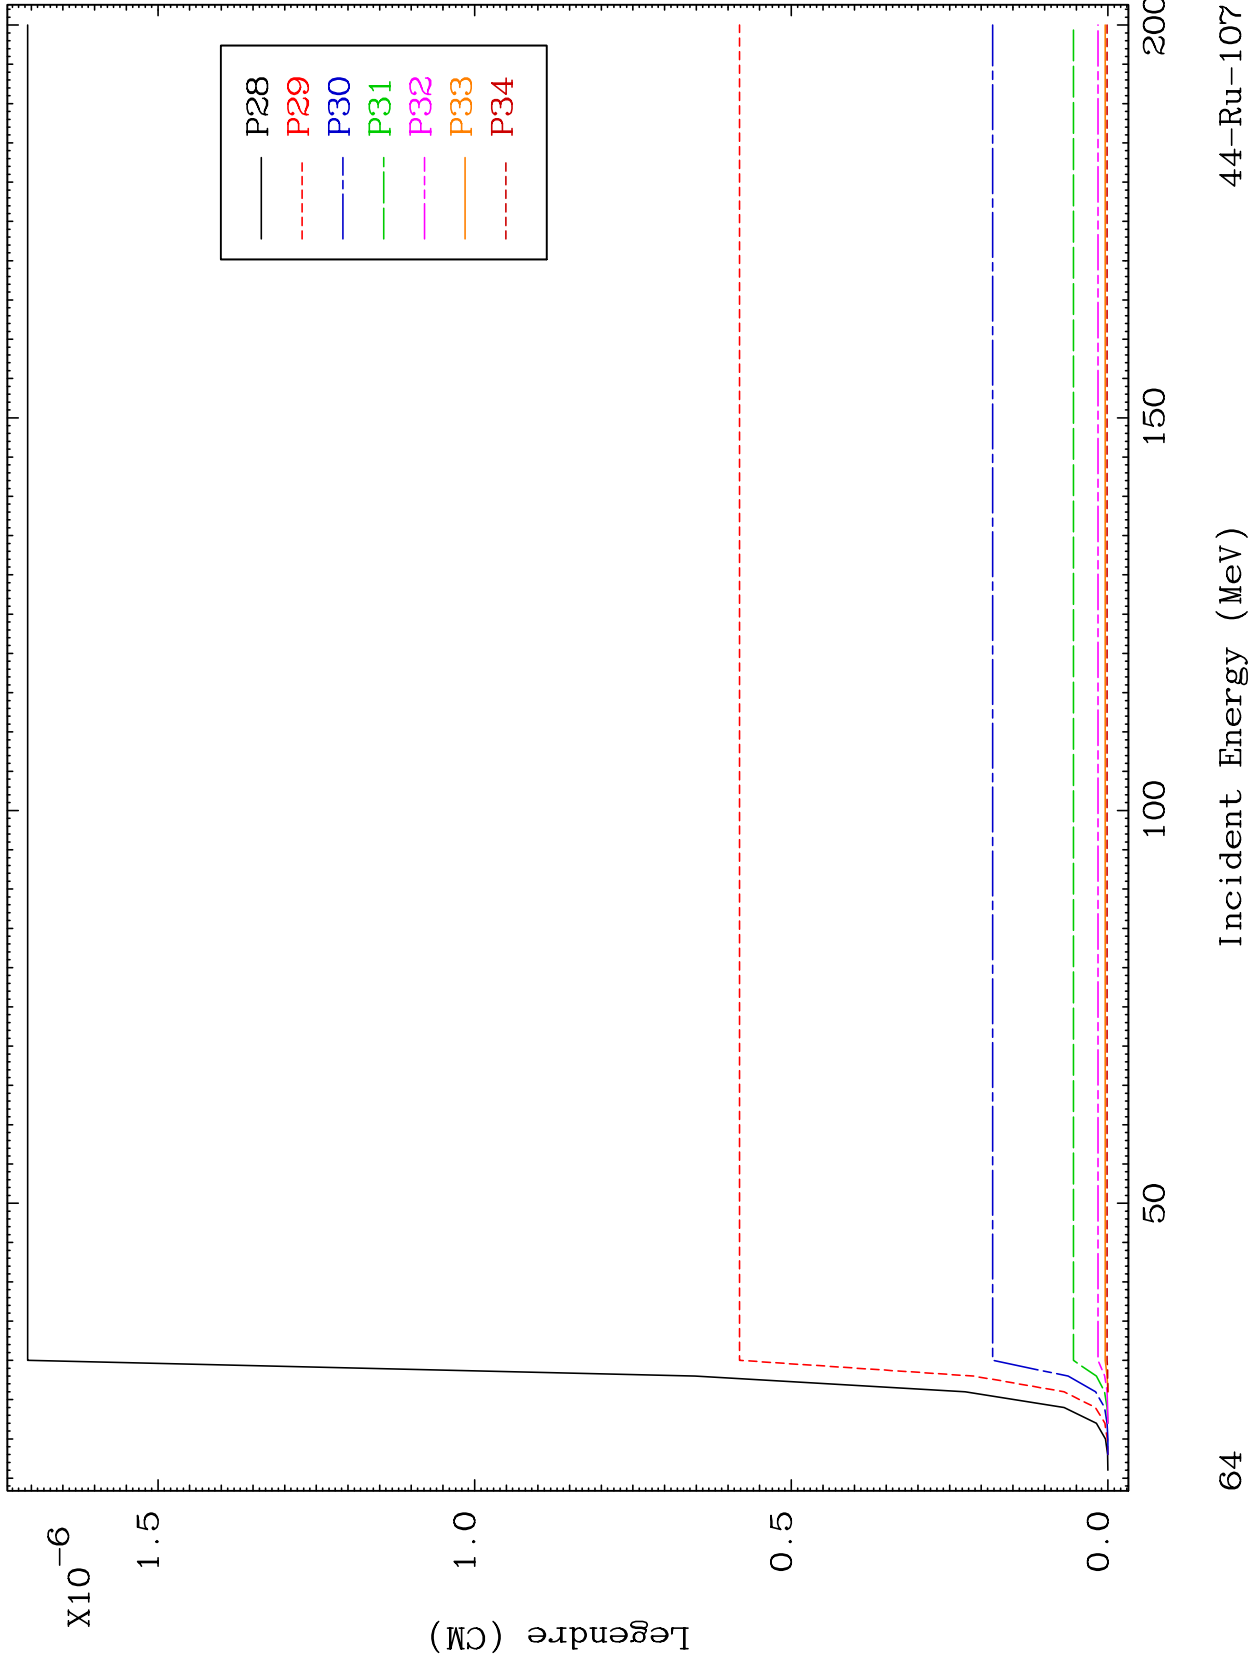 X10-6
1.5
1.0
0.5
0.0
Legendre (CM)
P28
P29
P30
P31
P32
P33
P34
50
100
150
200
Incident Energy (MeV)
64
44-Ru-107